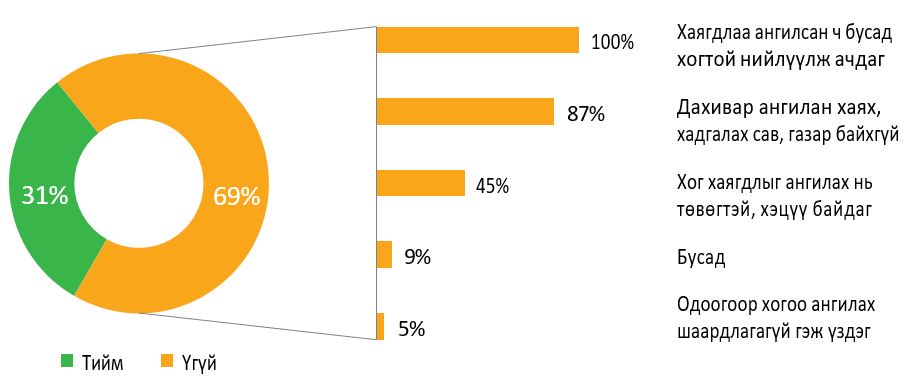 31%
69%
Тийм
Үгүй
100%
Хаягдлаа ангилсан ч бусад
хогтой нийлүүлж ачдаг
87%
Дахивар ангилан хаях,
хадгалах сав, газар байхгүй
45%
Хог хаягдлыг ангилах нь
төвөгтэй, хэцүү байдаг
9%
Бусад
5%
Одоогоор хогоо ангилах
шаардлагагүй гэж үздэг